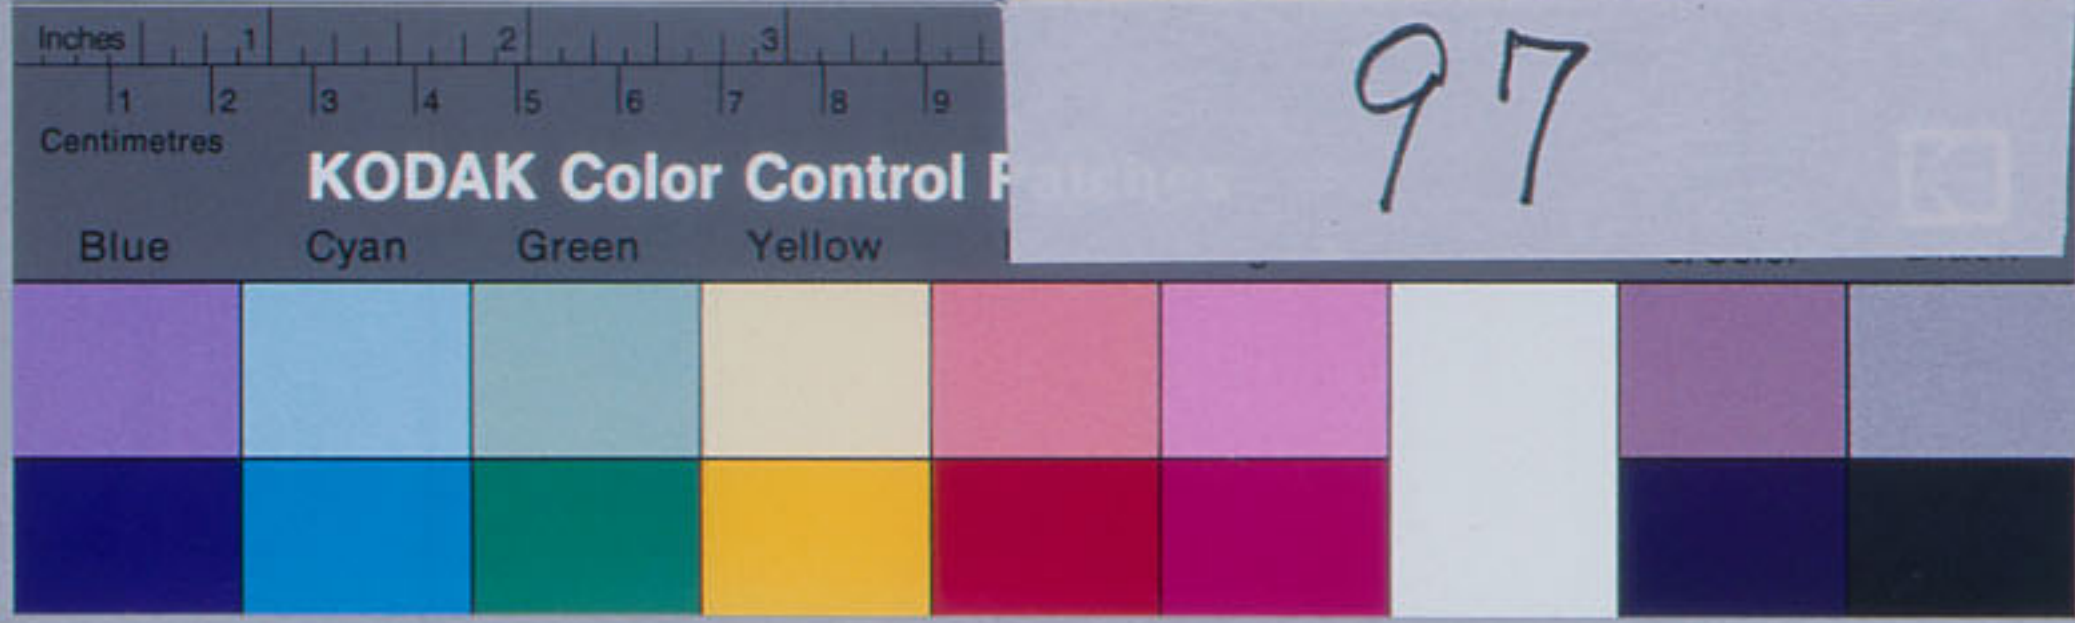 Inches 1 2 3
97
1 2 3 4 5 6 7 8 9
Centimetres
KODAK Color Control Patches
Blue Cyan Green Yellow